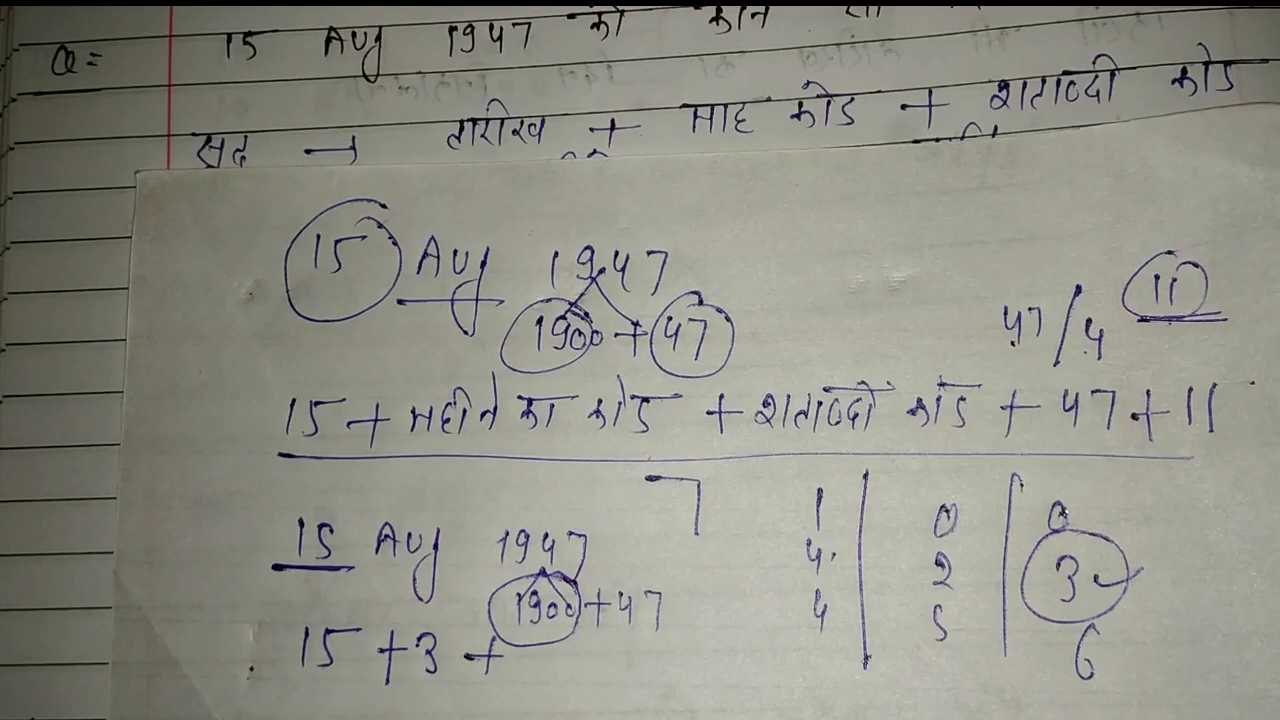 Q= 15 Aug 1947 को कौन सा
सूत्र → तारीख + माह कोड + शताब्दी कोड
15 Aug 1947
1900 + 47
47/4 11
15 + महीने का कोड + शताब्दी कोड + 47 + 11
7
1 0 0
15 Aug 1947 4 2 3
1900+47 4 5 6
15 +3 +